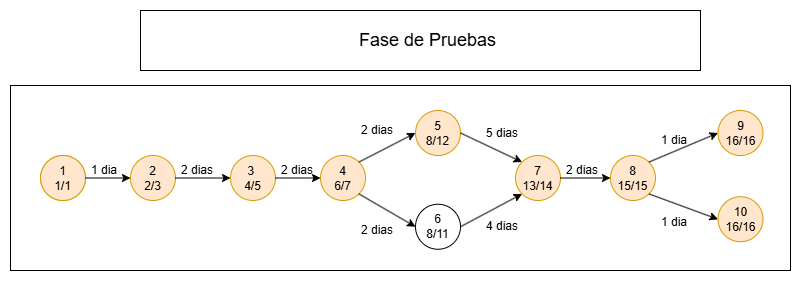 Fase de Pruebas
1
1/1
1 dia
2
2/3
2 dias
3
4/5
2 dias
4
6/7
2 dias
5
8/12
5 dias
2 dias
6
8/11
4 dias
7
13/14
2 dias
8
15/15
1 dia
9
16/16
1 dia
10
16/16